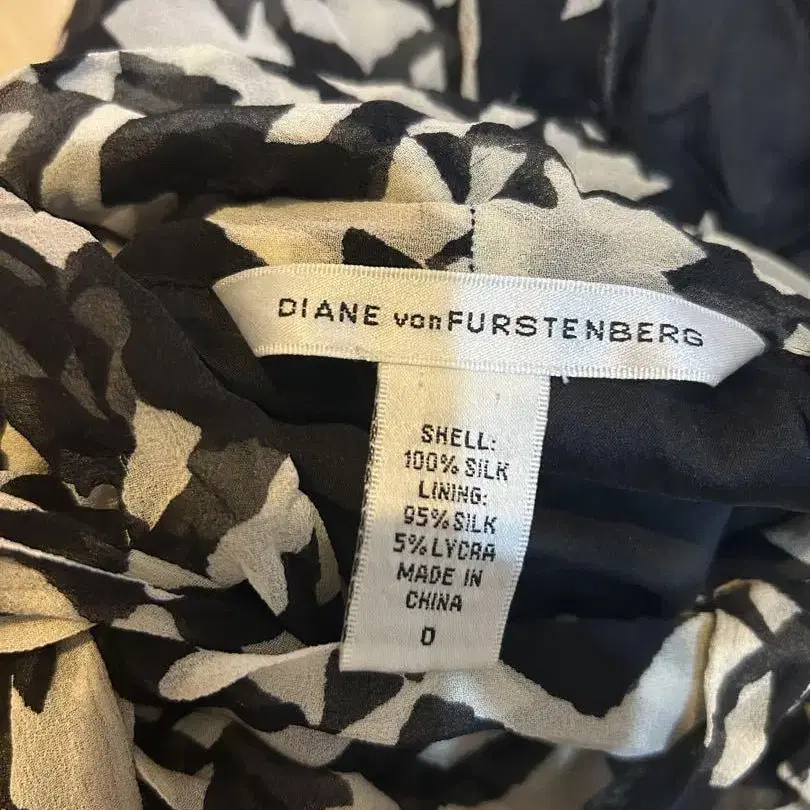 DIANE von FURSTENBERG
SHELL:
100% SILK
LINING:
95% SILK
5% LYCRA
MADE IN
CHINA
0